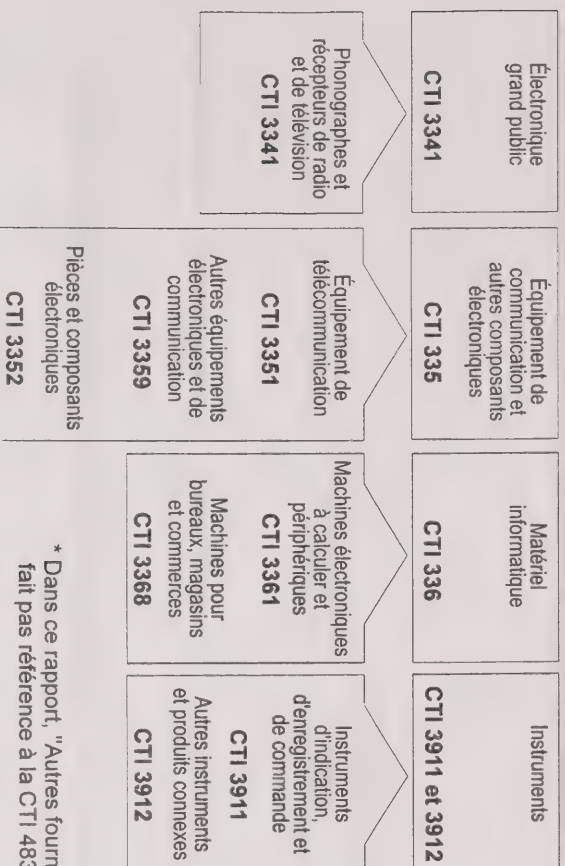 Électronique
grand public
CTI 3341
Équipement de
communication et
autres composants
électroniques
CTI 335
Matériel
informatique
CTI 336
Instruments
CTI 3911 et 3912
Phonographes et
récepteurs de radio
et de télévision
CTI 3341
Équipement de
télécommunication
CTI 3351
Autres équipements
électroniques et de
communication
CTI 3359
Pièces et composants
électroniques
CTI 3352
Machines électroniques
à calculer et
périphériques
CTI 3361
Machines pour
bureaux, magasins
et commerces
CTI 3368
Instruments
d'indication,
d'enregistrement et
de commande
CTI 3911
Autres instruments
et produits connexes
CTI 3912
* Dans ce rapport, "Autres fourn
fait pas référence à la CTI 483